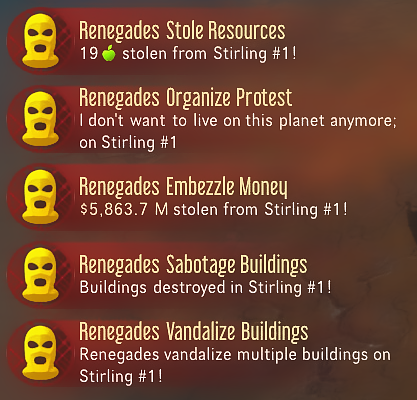 Renegades Stole Resources
19🍏 stolen from Stirling #1!
Renegades Organize Protest
I don't want to live on this planet anymore;
on Stirling #1
Renegades Embezzle Money
$5,863.7 M stolen from Stirling #1!
Renegades Sabotage Buildings
Buildings destroyed in Stirling #1!
Renegades Vandalize Buildings
Renegades vandalize multiple buildings on
Stirling #1!